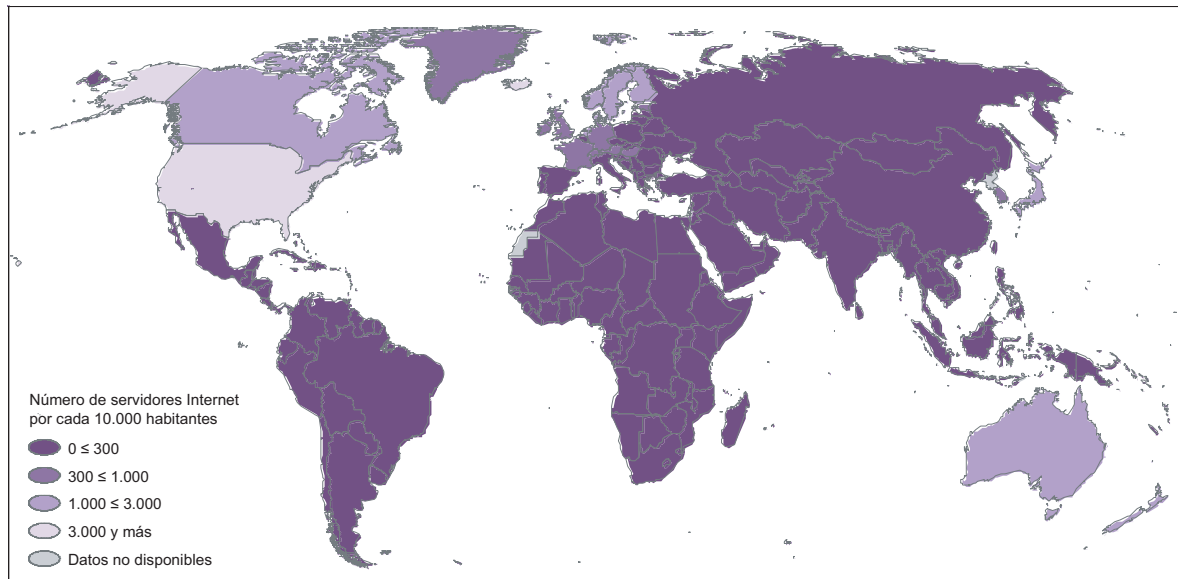 Número de servidores Internet
por cada 10.000 habitantes
0 ≤ 300
300 ≤ 1.000
1.000 ≤ 3.000
3.000 y más
Datos no disponibles